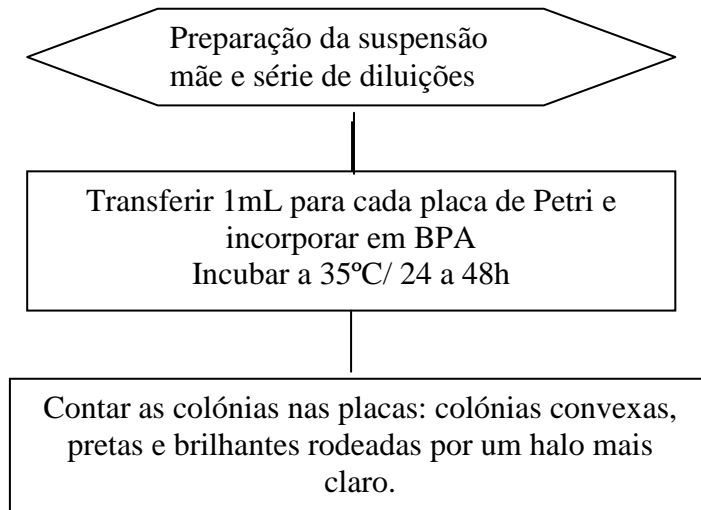 Preparação da suspensão
mãe e série de diluições
Transferir 1mL para cada placa de Petri e
incorporar em BPA
Incubar a 35ºC/ 24 a 48h
Contar as colónias nas placas: colónias convexas,
pretas e brilhantes rodeadas por um halo mais
claro.